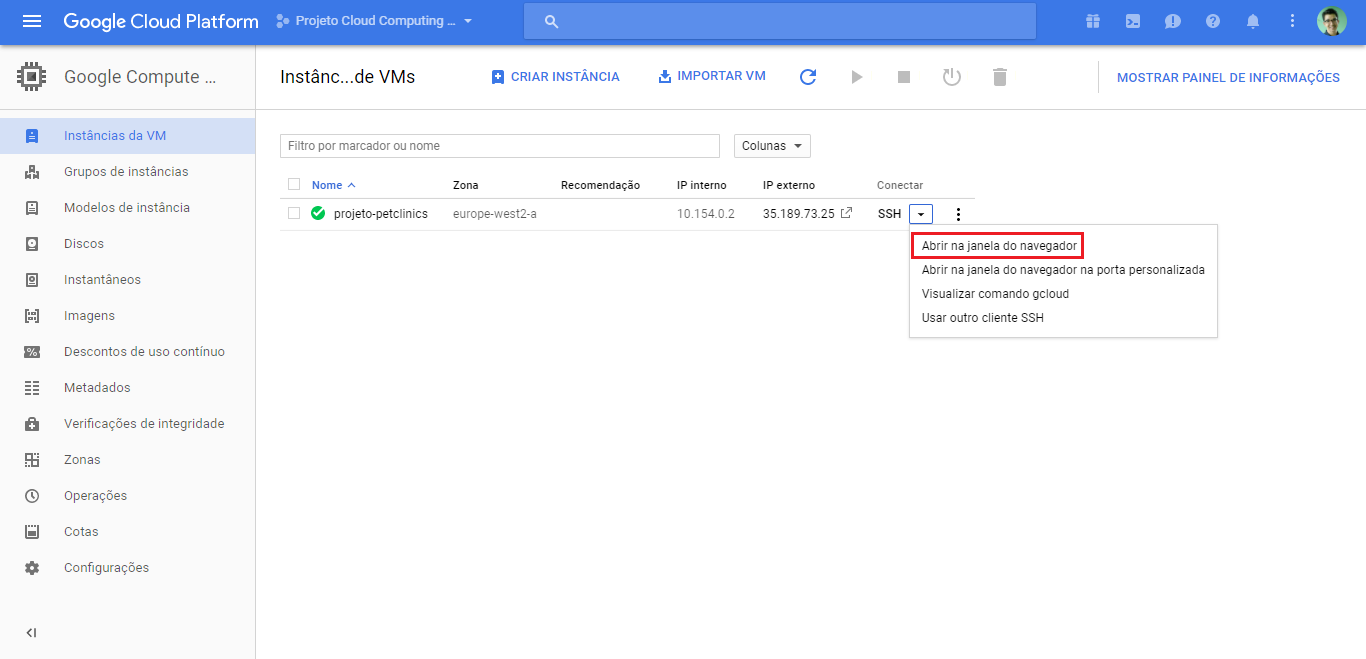 Google Cloud Platform Projeto Cloud Computing ...
Google Compute ...
Instânc...de VMs CRIAR INSTÂNCIA IMPORTAR VM MOSTRAR PAINEL DE INFORMAÇÕES
Instâncias da VM
Grupos de instâncias
Modelos de instância
Discos
Instantâneos
Imagens
Descontos de uso contínuo
Metadados
Verificações de integridade
Zonas
Operações
Cotas
Configurações
Filtro por marcador ou nome Colunas
Nome Zona Recomendação IP interno IP externo Conectar
projeto-petclinics europe-west2-a 10.154.0.2 35.189.73.25 SSH
Abrir na janela do navegador
Abrir na janela do navegador na porta personalizada
Visualizar comando gcloud
Usar outro cliente SSH